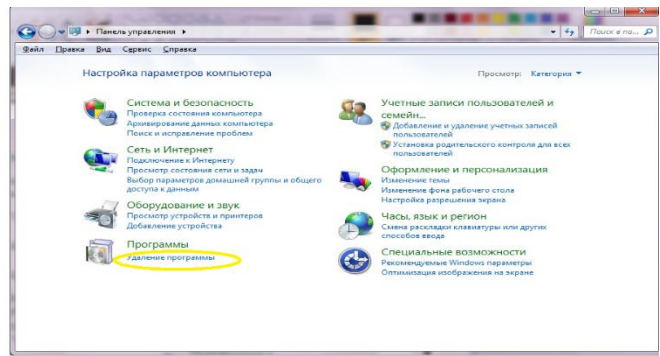 Панель управления
Поиск в па...
Файл Правка Вид Сервис Справка
Настройка параметров компьютера
Просмотр: Категория
Система и безопасность
Проверка состояния компьютера
Архивирование данных компьютера
Поиск и исправление проблем
Сеть и Интернет
Подключение к Интернету
Просмотр состояния сети и задач
Выбор параметров домашней группы и общего
доступа к данным
Оборудование и звук
Просмотр устройств и принтеров
Добавление устройства
Программы
Удаление программы
Учетные записи пользователей и
семейн...
Добавление и удаление учетных записей
пользователей
Установка родительского контроля для всех
пользователей
Оформление и персонализация
Изменение темы
Изменение фона рабочего стола
Настройка разрешения экрана
Часы, язык и регион
Смена раскладки клавиатуры или других
способов ввода
Специальные возможности
Рекомендуемые Windows параметры
Оптимизация изображения на экране